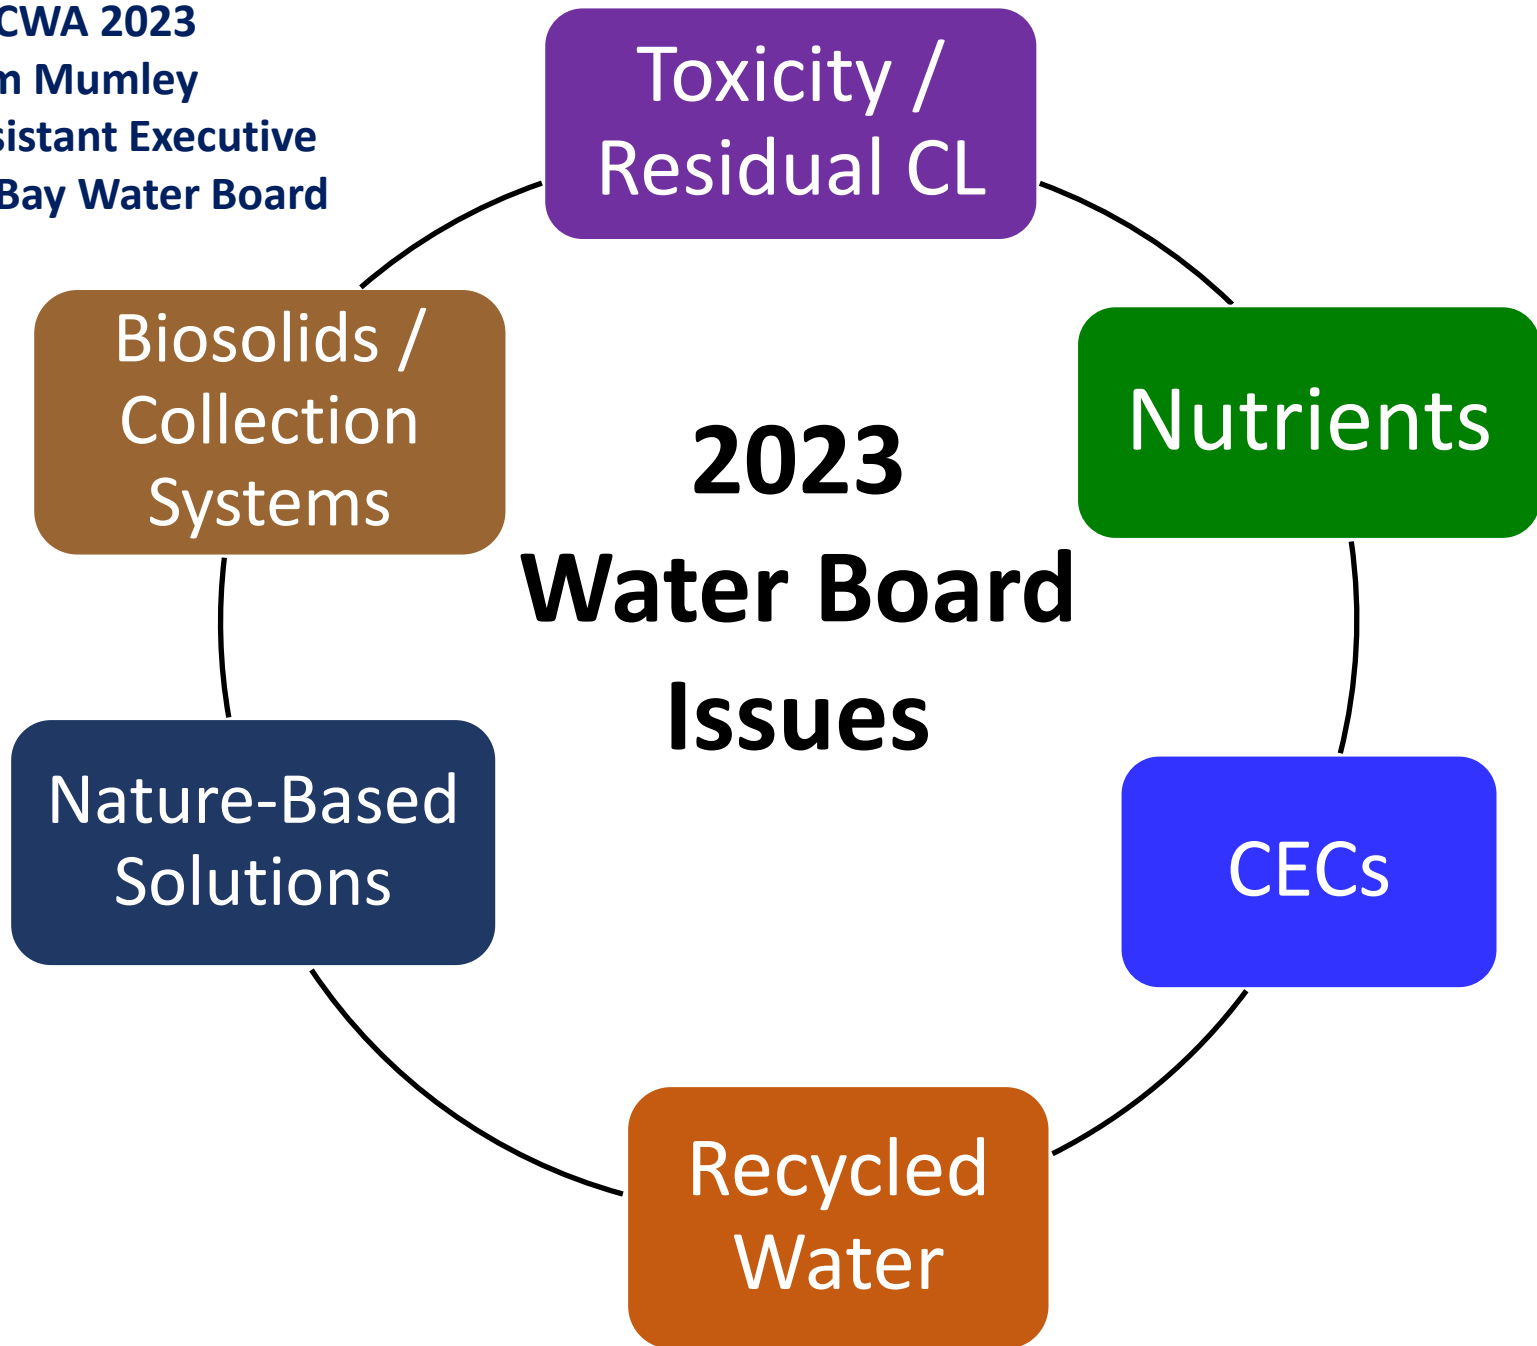 CWA 2023
m Mumley
sistant Executive
Bay Water Board
Toxicity /
Residual CL
Biosolids /
Collection
Systems
Nutrients
2023
Water Board
Issues
Nature-Based
Solutions
CECs
Recycled
Water